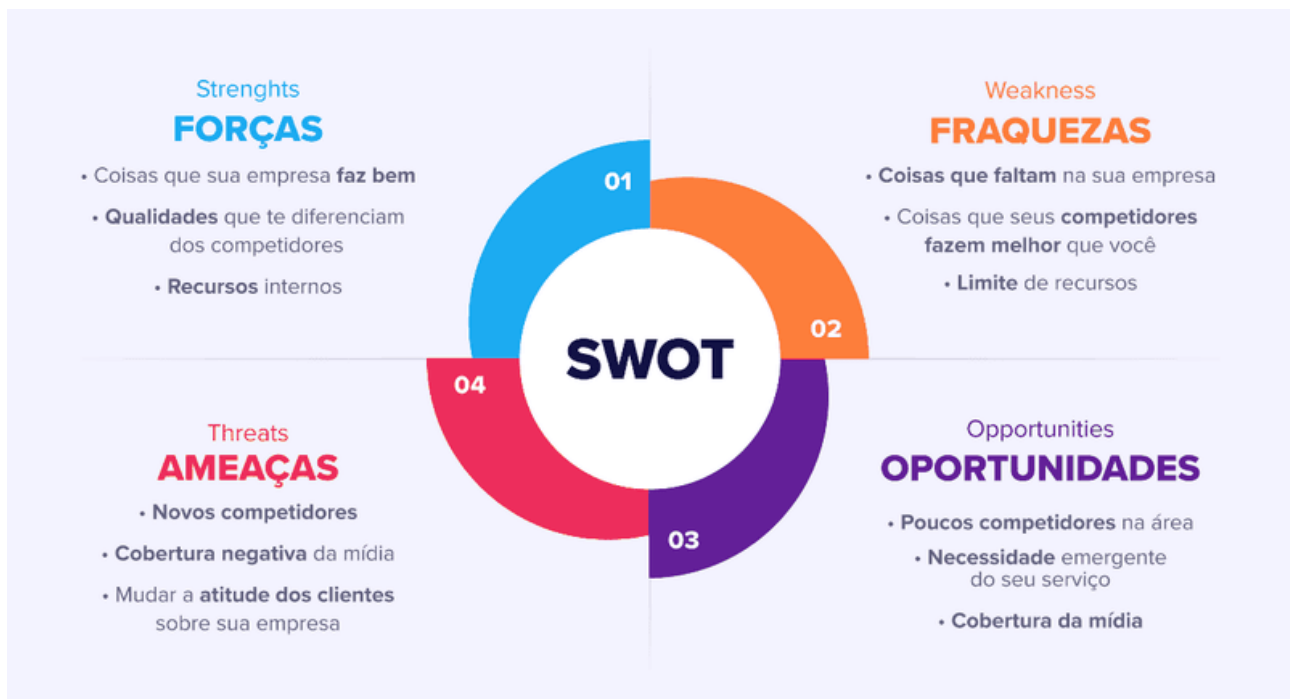 Strenghts
FORÇAS
• Coisas que sua empresa faz bem
• Qualidades que te diferenciam
dos competidores
• Recursos internos
01
Weakness
FRAQUEZAS
• Coisas que faltam na sua empresa
• Coisas que seus competidores
fazem melhor que você
• Limite de recursos
02
SWOT
04
Threats
AMEAÇAS
• Novos competidores
• Cobertura negativa da mídia
• Mudar a atitude dos clientes
sobre sua empresa
03
Opportunities
OPORTUNIDADES
• Poucos competidores na área
• Necessidade emergente
do seu serviço
• Cobertura da mídia